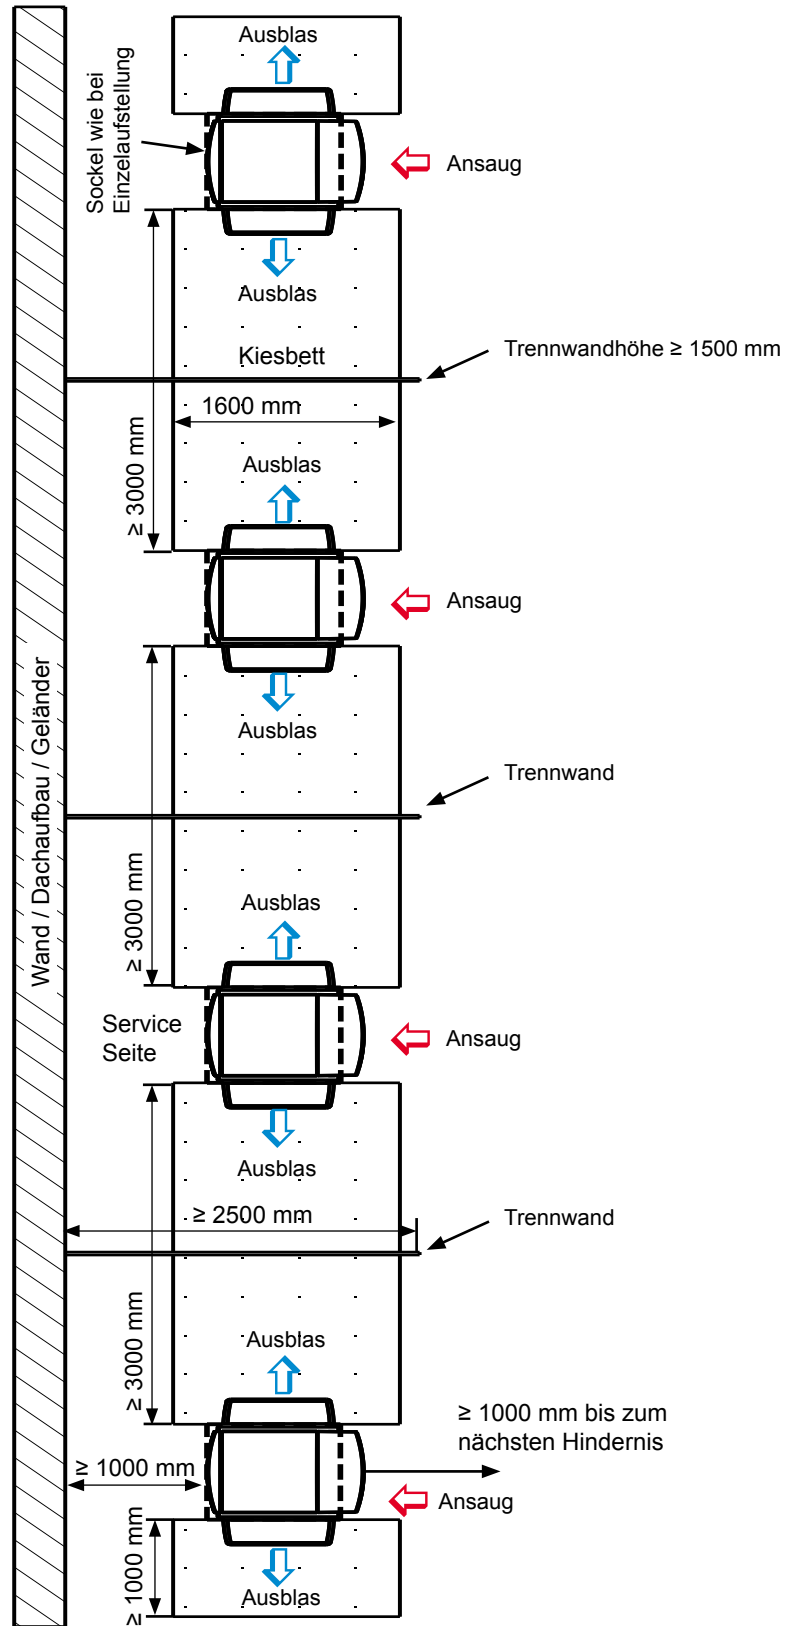 Ausblas
Sockel wie bei
Einzelaufstellung
Ansaug
Ausblas
Trennwandhöhe ≥ 1500 mm
Kiesbett
1600 mm
≥ 3000 mm
Ausblas
Ansaug
Wand / Dachaufbau / Geländer
Ausblas
Trennwand
≥ 3000 mm
Ausblas
Service
Seite
Ansaug
Ausblas
≥ 2500 mm
Trennwand
≥ 3000 mm
Ausblas
≥ 1000 mm bis zum
nächsten Hindernis
≥ 1000 mm
Ansaug
≥ 1000 mm
Ausblas